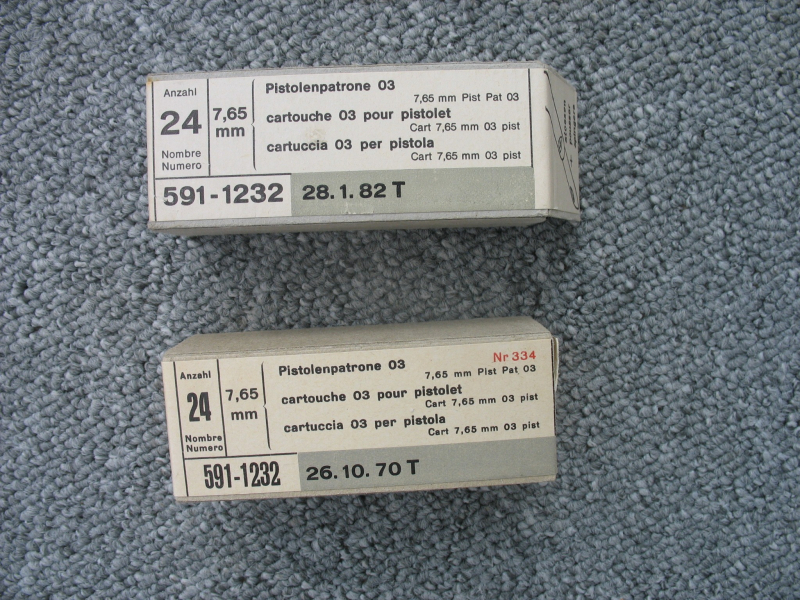 Anzahl
24
Nombre
Numero
7,65
mm
Pistolenpatrone 03
7,65 mm Pist Pat 03
cartouche 03 pour pistolet
Cart 7,65 mm 03 pist
cartuccia 03 per pistola
Cart 7,65 mm 03 pist
591-1232
28.1.82 T
Anzahl
24
Nombre
Numero
7,65
mm
Nr 334
Pistolenpatrone 03
7,65 mm Pist Pat 03
cartouche 03 pour pistolet
Cart 7,65 mm 03 pist
cartuccia 03 per pistola
Cart 7,65 mm 03 pist
591-1232
26.10.70 T